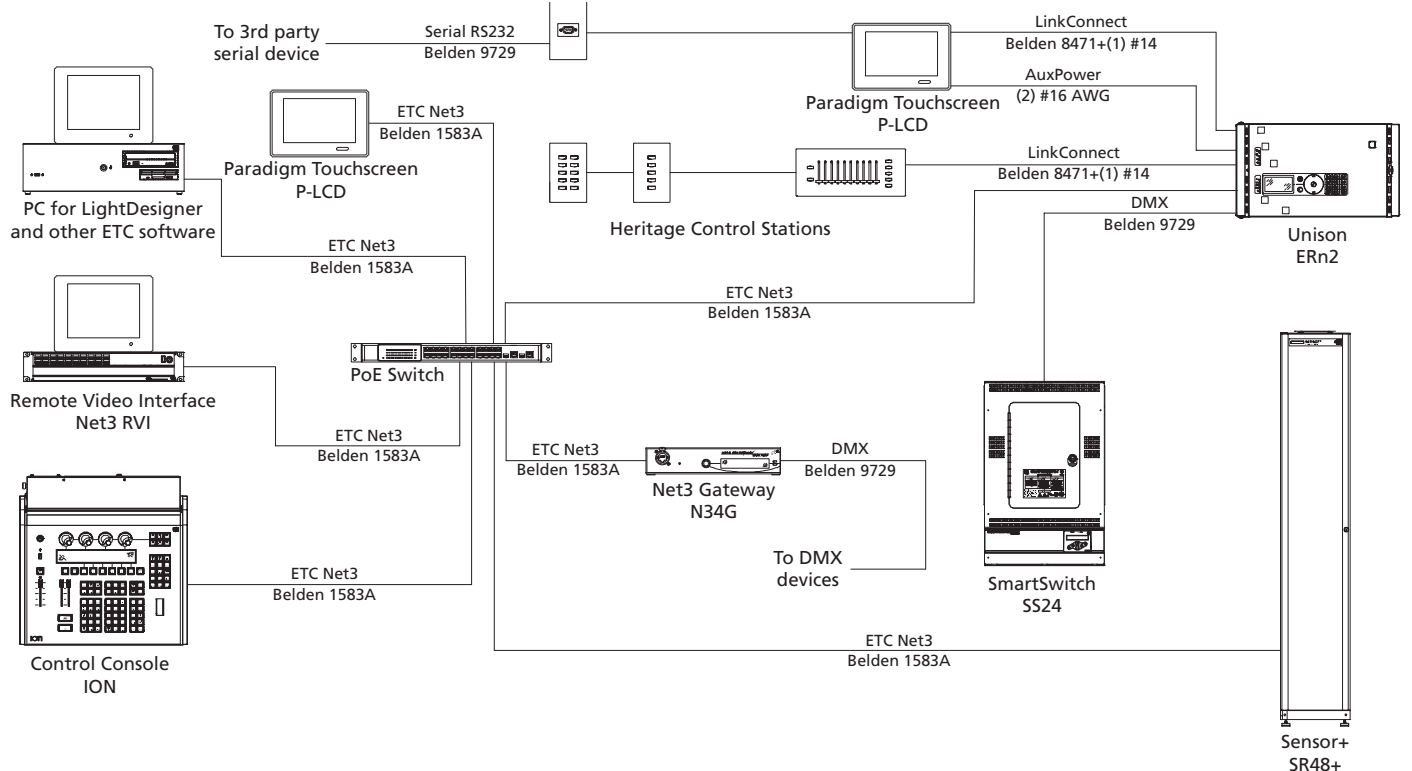 To 3rd party
serial device
Serial RS232
Belden 9729
LinkConnect
Belden 8471+(1) #14
AuxPower
(2) #16 AWG
Paradigm Touchscreen
P-LCD
ETC Net3
Belden 1583A
Paradigm Touchscreen
P-LCD
PC for LightDesigner
and other ETC software
LinkConnect
Belden 8471+(1) #14
Heritage Control Stations
DMX
Belden 9729
Unison
ERn2
ETC Net3
Belden 1583A
ETC Net3
Belden 1583A
PoE Switch
Remote Video Interface
Net3 RVI
ETC Net3
Belden 1583A
ETC Net3
Belden 1583A
DMX
Belden 9729
Net3 Gateway
N34G
To DMX
devices
SmartSwitch
SS24
ETC Net3
Belden 1583A
ION
Control Console
ION
ETC Net3
Belden 1583A
Sensor+
SR48+